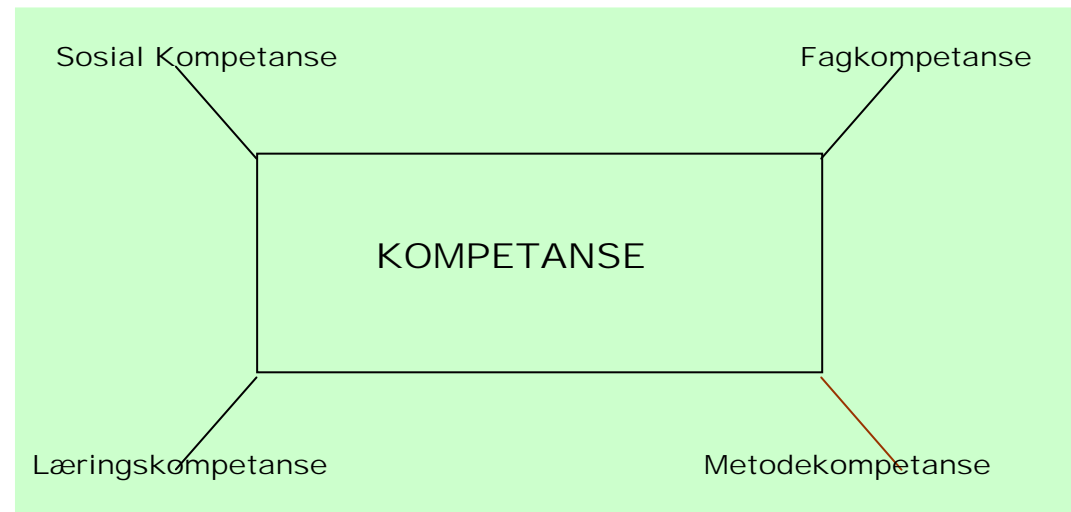 Sosial Kompetanse
Fagkompetanse
KOMPETANSE
Læringskompetanse
Metodekompetanse